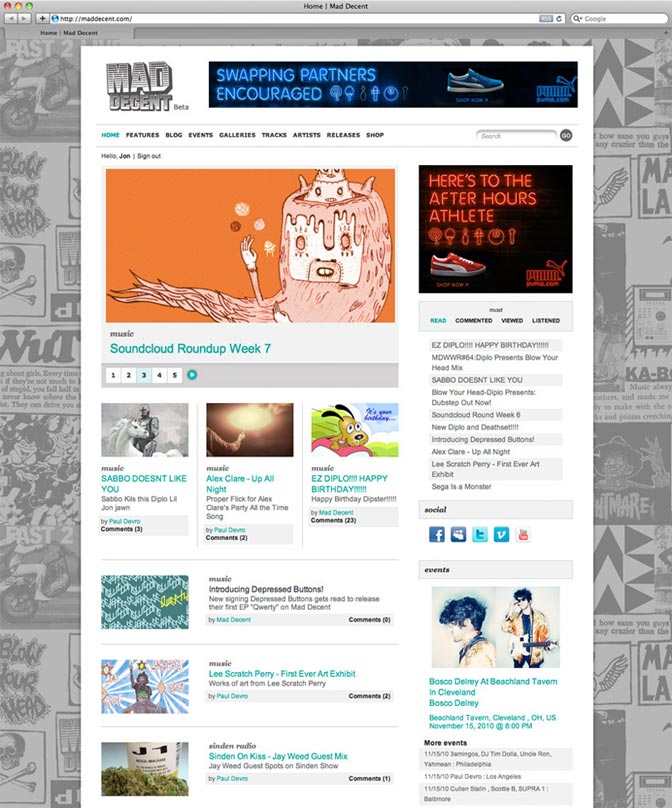 Home | Mad Decent
http://maddecent.com/
RSS
Google
Home | Mad Decent
MAD
DECENT
Beta
SWAPPING PARTNERS
ENCOURAGED
SHOP NOW >
PUMA
puma.com
HOME FEATURES BLOG EVENTS GALLERIES TRACKS ARTISTS RELEASES SHOP
Search
GO
Hello, Jon | Sign out
music
Soundcloud Roundup Week 7
1 2 3 4 5
HERE'S TO THE
AFTER HOURS
ATHLETE
SHOP NOW >
PUMA
puma.com
most
READ COMMENTED VIEWED LISTENED
EZ DIPLO!!!! HAPPY BIRTHDAY!!!!!!
MDWWR#64:Diplo Presents Blow Your
Head Mix
SABBO DOESNT LIKE YOU
Blow Your Head-Diplo Presents:
Dubstep Out Now!
Soundcloud Round Week 6
New Diplo and Deathset!!!!
Introducing Depressed Buttons!
Alex Clare - Up All Night
Lee Scratch Perry - First Ever Art
Exhibit
Sega Is a Monster
music
SABBO DOESNT LIKE
YOU
Sabbo Kils this Diplo Lil
Jon jawn
by Paul Devro
Comments (3)
music
Alex Clare - Up All
Night
Proper Flick for Alex
Clare's Party All the Time
Song
by Paul Devro
Comments (2)
It's your
birthday...
music
EZ DIPLO!!!! HAPPY
BIRTHDAY!!!!!!
Happy Birthday Dipster!!!!!!
by Mad Decent
Comments (23)
social
events
Bosco Delrey At Beachland Tavern
in Cleveland
Bosco Delrey
Beachland Tavern, Cleveland , OH, US
November 15, 2010 @ 8:00 PM
More events
11/15/10 3amingos, DJ Tim Dolla, Uncle Ron,
Yahmean : Philadelphia
11/15/10 Paul Devro : Los Angeles
11/15/10 Cullen Stalin , Scottie B, SUPRA 1 :
Baltimore
music
Introducing Depressed Buttons!
New signing Depressed Buttons gets read to release
their first EP "Qwerty" on Mad Decent
by Mad Decent
Comments (0)
music
Lee Scratch Perry - First Ever Art Exhibit
Works of art from Lee Scratch Perry
by Paul Devro
Comments (2)
sinden radio
Sinden On Kiss - Jay Weed Guest Mix
Jay Weed Guest Spots on Sinden Show
by Paul Devro
Comments (1)
BLOW
YOUR
HEAD